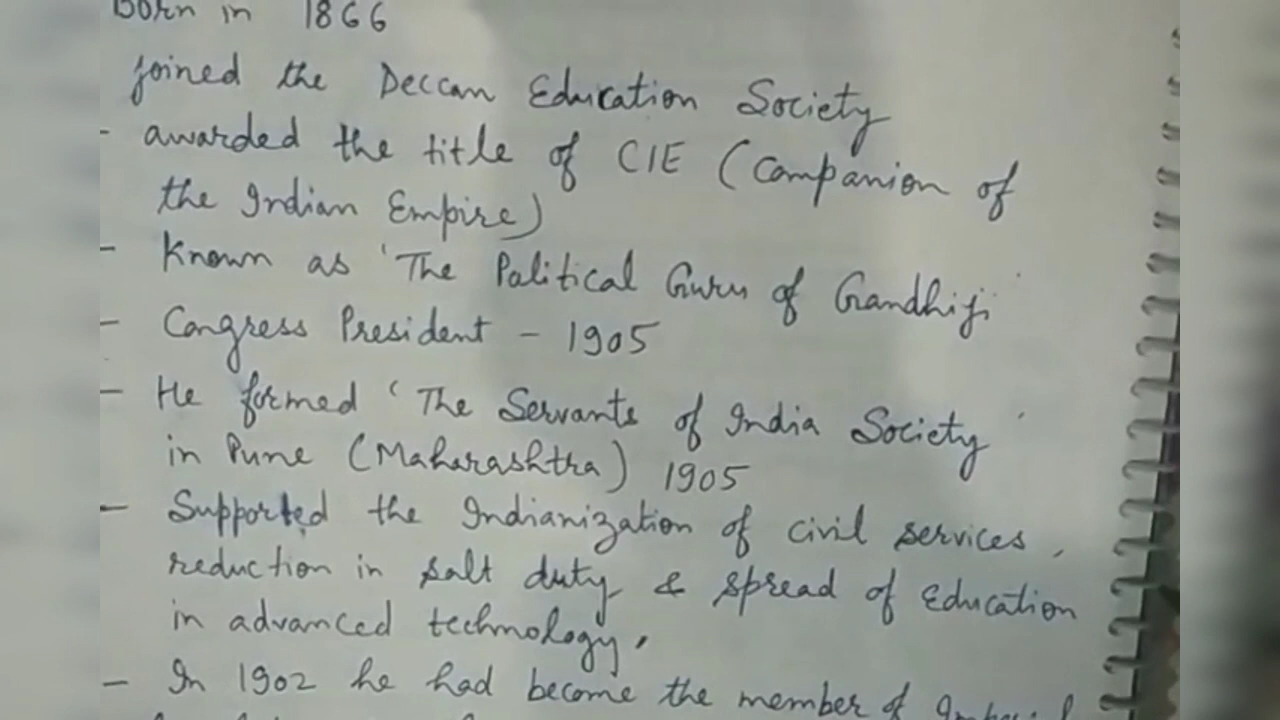 Born in 1866
joined the Deccan Education Society
- awarded the title of CIE (Companion of
the Indian Empire)
- Known as 'The Political Guru of Gandhiji
- Congress President - 1905
- He formed 'The Servants of India Society'
in Pune (Maharashtra) 1905
- Supported the Indianization of civil services,
reduction in salt duty & spread of Education
in advanced technology.
- In 1902 he had become the member of Imperial